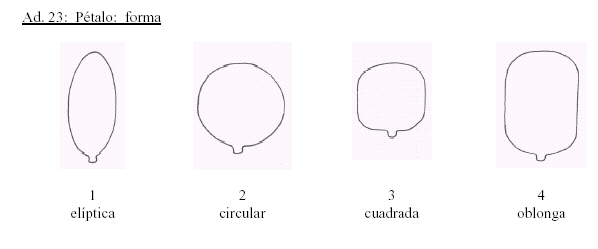 Ad. 23: Pétalo: forma
1 2 3 4
elíptica circular cuadrada oblonga